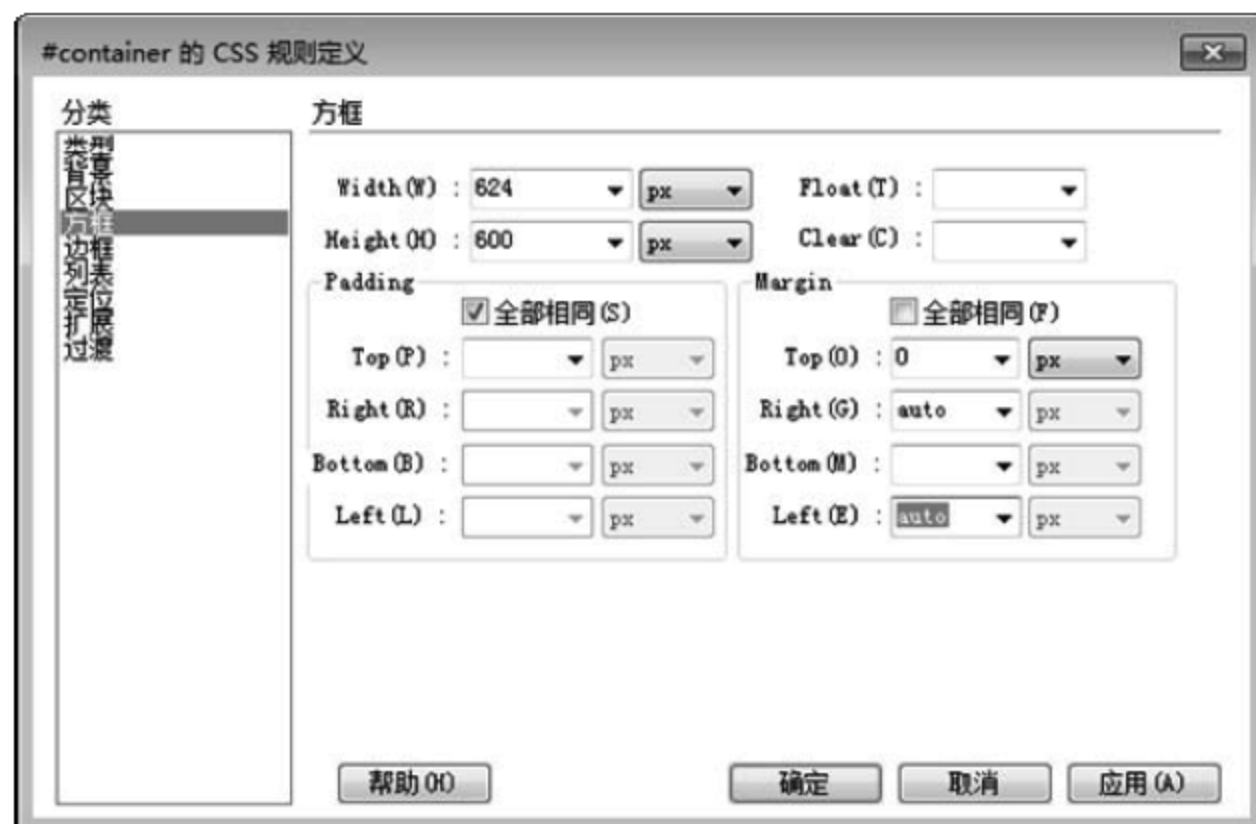 #container 的 CSS 规则定义
分类
类型
背景
区块
方框
边框
列表
定位
扩展
过渡
方框
Width(W) : 624 px Float(T) :
Height(H) : 600 px Clear(C) :
Padding Margin
全部相同(S) 全部相同(F)
Top(P) : px Top(O) : 0 px
Right(R) : px Right(G) : auto px
Bottom(B) : px Bottom(M) : px
Left(L) : px Left(E) : auto px
帮助(H) 确定 取消 应用(A)